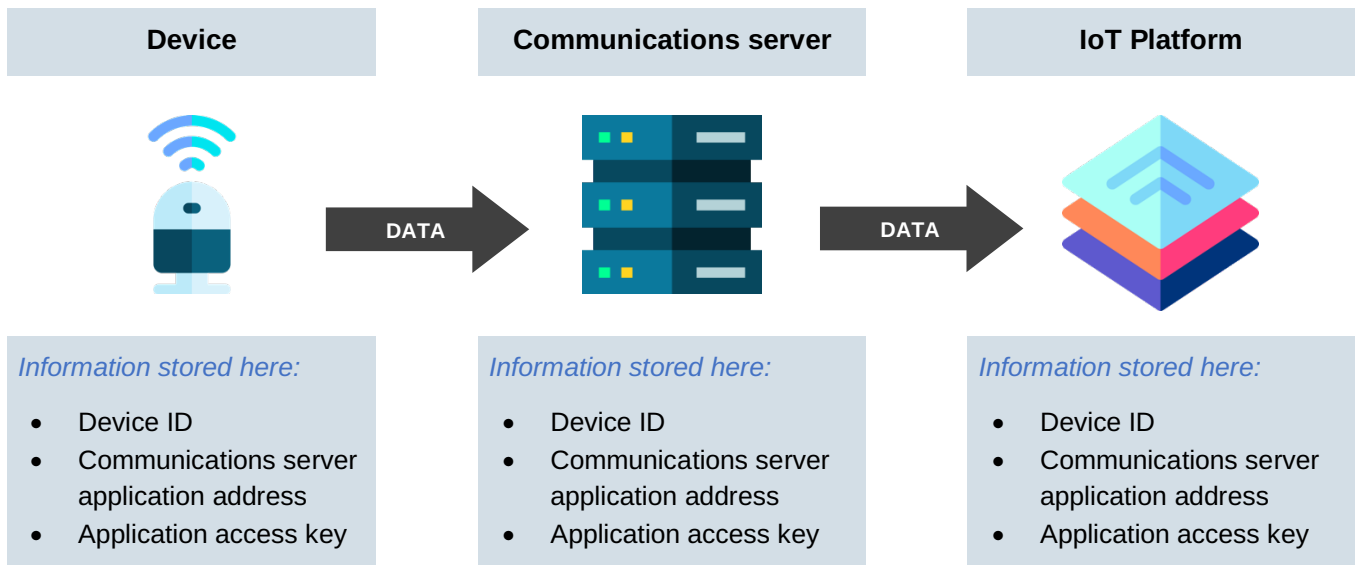 Device
Communications server
IoT Platform
DATA
DATA
Information stored here:
• Device ID
• Communications server
application address
• Application access key
Information stored here:
• Device ID
• Communications server
application address
• Application access key
Information stored here:
• Device ID
• Communications server
application address
• Application access key